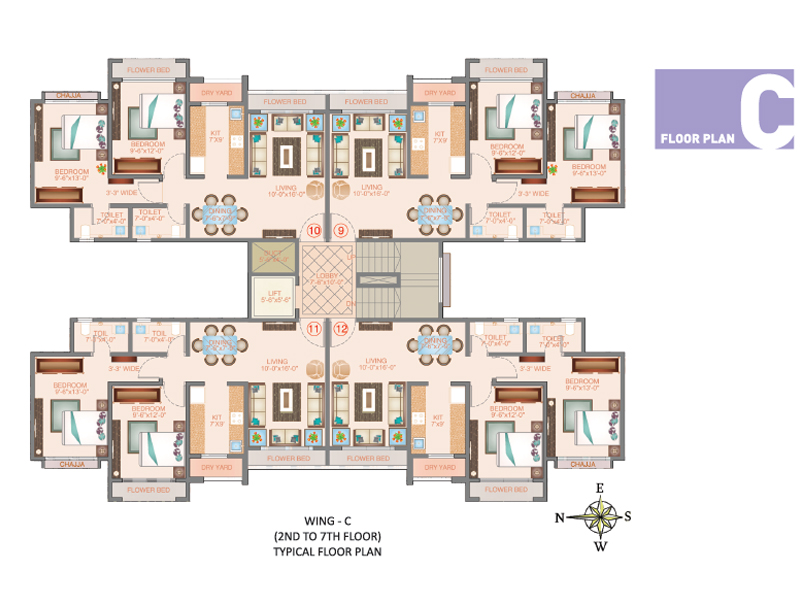 FLOWER BED
FLOWER BED
CHAJJA
DRY YARD
DRY YARD
CHAJJA
FLOWER BED
FLOWER BED
C
FLOOR PLAN
KIT
7'X9'
KIT
7'x9'
BEDROOM
9'-6"x12'-0"
BEDROOM
9'-6"x12'-0"
BEDROOM
9'-6"x13'-0"
BEDROOM
9'-6"x13'-0"
3'-3" WIDE
LIVING
10'-0"x16'-0"
LIVING
10'-0"x16'-0"
3'-3" WIDE
TOILET
7'-0"x4'-0"
TOILET
7'-0"x4'-0"
DINING
DINING
TOILET
7'-0"x4'-0"
TOILET
7'-0"x4'-0"
10
9
LOBBY
7'-6"x10'-0"
UP
LIFT
5'-6"x5'-6"
DN
11
12
TOIL
7'-0"x4'-0"
TOIL
7'-0"x4'-0"
DINING
DINING
TOILET
7'-0"x4'-0"
TOILET
7'-0"x4'-0"
3'-3" WIDE
LIVING
10'-0"x16'-0"
LIVING
10'-0"x16'-0"
3'-3" WIDE
BEDROOM
9'-6"x13'-0"
BEDROOM
9'-6"x13'-0"
BEDROOM
9'-6"x12'-0"
BEDROOM
9'-6"x12'-0"
KIT
7'X9'
KIT
7'x9'
CHAJJA
DRY YARD
FLOWER BED
FLOWER BED
DRY YARD
CHAJJA
FLOWER BED
FLOWER BED
WING - C
(2ND TO 7TH FLOOR)
TYPICAL FLOOR PLAN
E
N
S
W